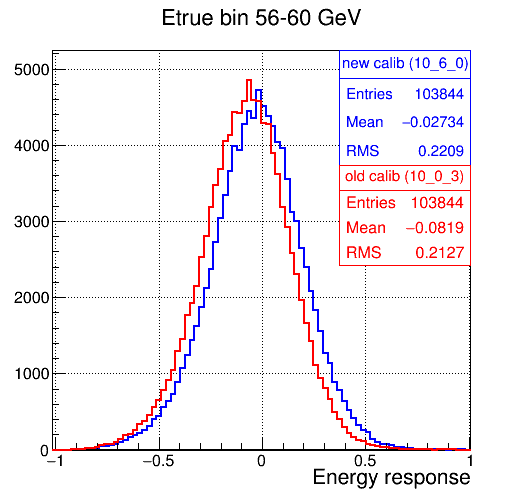 Etrue bin 56-60 GeV
new calib (10_6_0)
Entries 103844
Mean −0.02734
RMS 0.2209
old calib (10_0_3)
Entries 103844
Mean −0.0819
RMS 0.2127
5000
4000
3000
2000
1000
0
−1 −0.5 0 0.5 1
Energy response